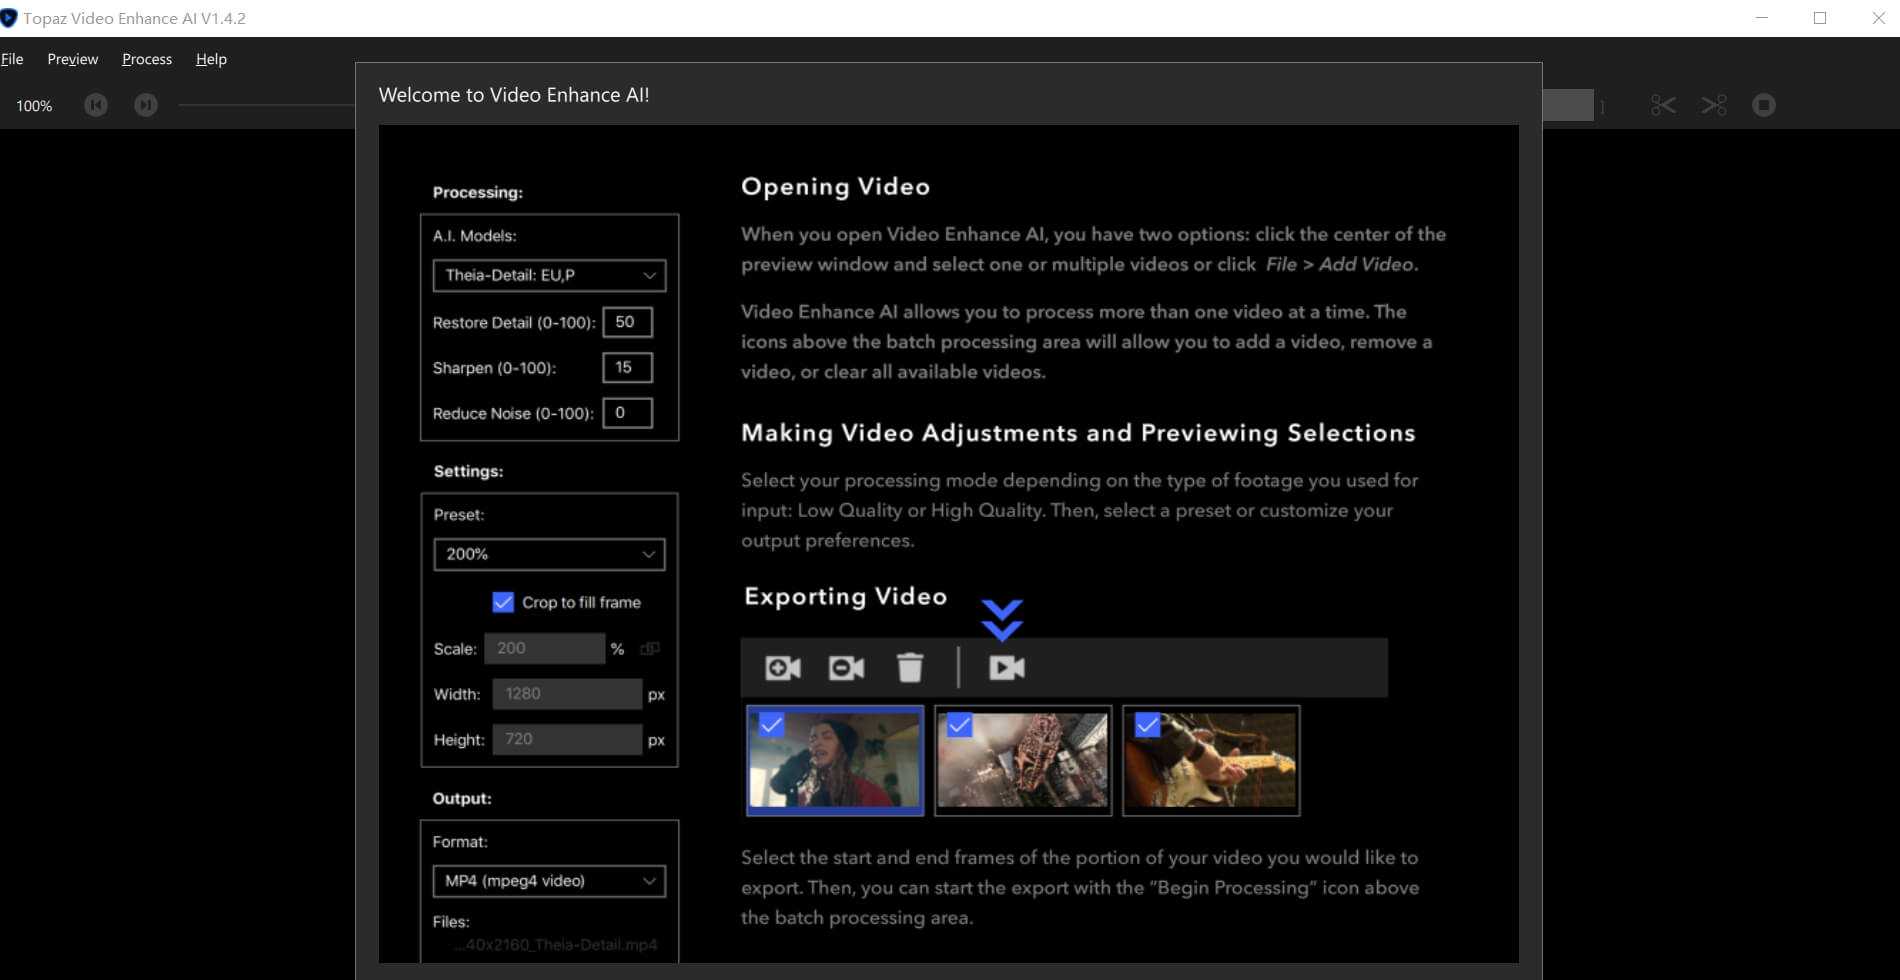 Topaz Video Enhance AI V1.4.2
File Preview Process Help
100%
1
Welcome to Video Enhance AI!
Processing:
A.I. Models:
Theia-Detail: EU,P
Restore Detail (0-100): 50
Sharpen (0-100): 15
Reduce Noise (0-100): 0
Settings:
Preset:
200%
Crop to fill frame
Scale: 200 %
Width: 1280 px
Height: 720 px
Output:
Format:
MP4 (mpeg4 video)
Files:
...40x2160_Theia-Detail.mp4
Opening Video
When you open Video Enhance AI, you have two options: click the center of the
preview window and select one or multiple videos or click File > Add Video.
Video Enhance AI allows you to process more than one video at a time. The
icons above the batch processing area will allow you to add a video, remove a
video, or clear all available videos.
Making Video Adjustments and Previewing Selections
Select your processing mode depending on the type of footage you used for
input: Low Quality or High Quality. Then, select a preset or customize your
output preferences.
Exporting Video
Select the start and end frames of the portion of your video you would like to
export. Then, you can start the export with the “Begin Processing” icon above
the batch processing area.